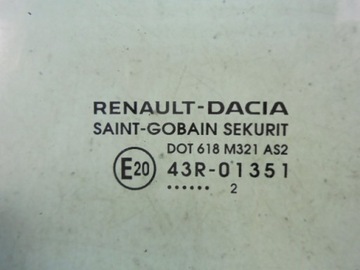 RENAULT-DACIA
SAINT-GOBAIN SEKURIT
DOT 618 M321 AS2
E20 43R-01351
...... 2